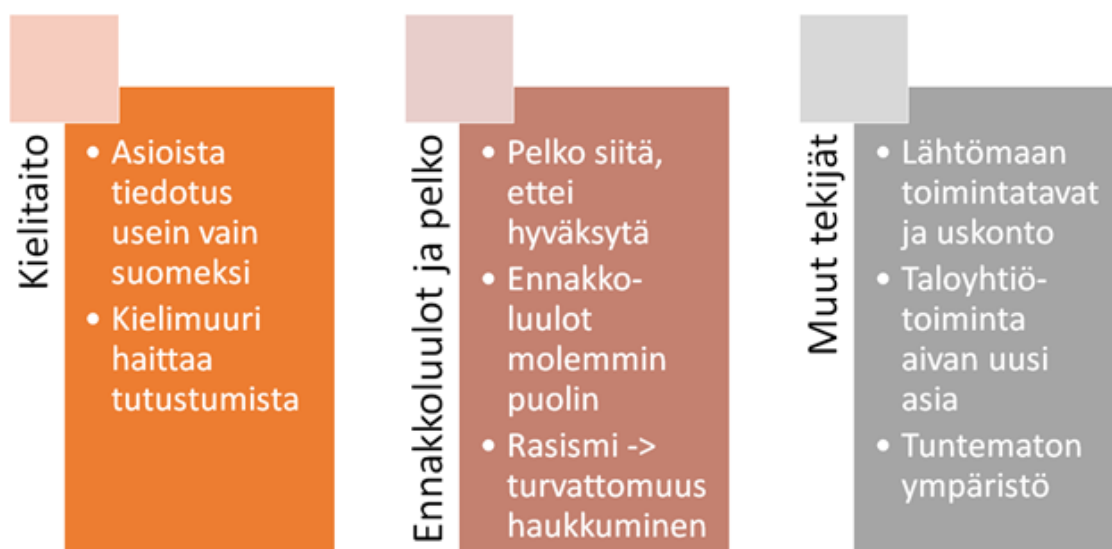 Kielitaito
• Asioista
tiedotus
usein vain
suomeksi
• Kielimuuri
haittaa
tutustumista
Ennakkoluulot ja pelko
• Pelko siitä,
ettei
hyväksytä
• Ennakko-
luulot
molemmin
puolin
• Rasismi ->
turvattomuus
haukkuminen
Muut tekijät
• Lähtömaan
toimintatavat
ja uskonto
• Taloyhtiö-
toiminta
aivan uusi
asia
• Tuntematon
ympäristö